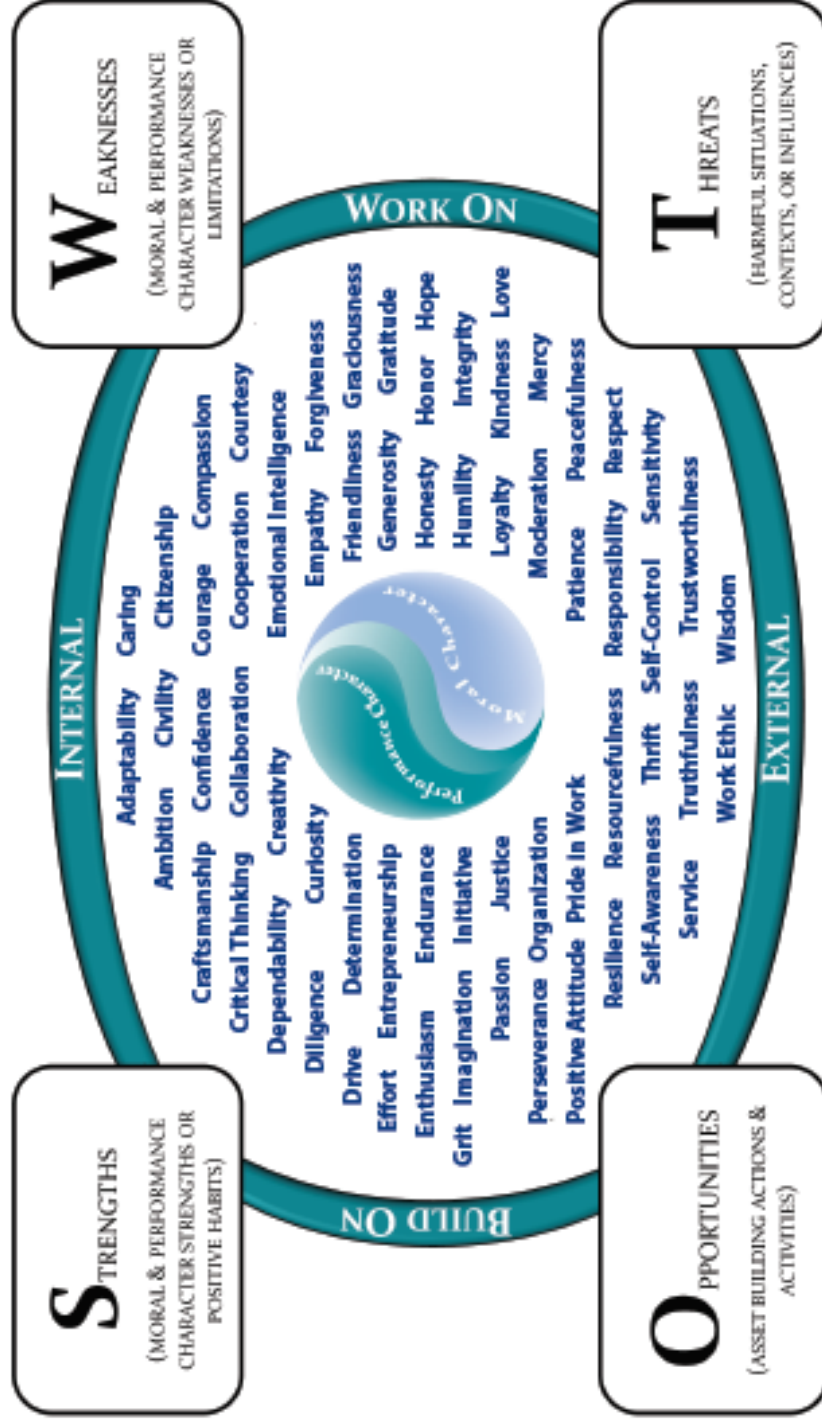 STRENGTHS
(MORAL & PERFORMANCE
CHARACTER STRENGTHS OR
POSITIVE HABITS)
WEAKNESSES
(MORAL & PERFORMANCE
CHARACTER WEAKNESSES OR
LIMITATIONS)
INTERNAL
BUILD ON
WORK ON
Adaptability Caring
Ambition Civility Citizenship
Craftsmanship Confidence Courage Compassion
Critical Thinking Collaboration Cooperation Courtesy
Dependability Creativity Emotional Intelligence
Diligence Curiosity Empathy Forgiveness
Drive Determination Friendliness Graciousness
Effort Entrepreneurship Generosity Gratitude
Enthusiasm Endurance Honesty Honor Hope
Grit Imagination Initiative Humility Integrity
Passion Justice Loyalty Kindness Love
Perseverance Organization Moderation Mercy
Positive Attitude Pride in Work Patience Peacefulness
Resilience Resourcefulness Responsibility Respect
Self-Awareness Thrift Self-Control Sensitivity
Service Truthfulness Trustworthiness
Work Ethic Wisdom
Performance Character
Moral Character
EXTERNAL
OPPORTUNITIES
(ASSET BUILDING ACTIONS &
ACTIVITIES)
THREATS
(HARMFUL SITUATIONS,
CONTEXTS, OR INFLUENCES)